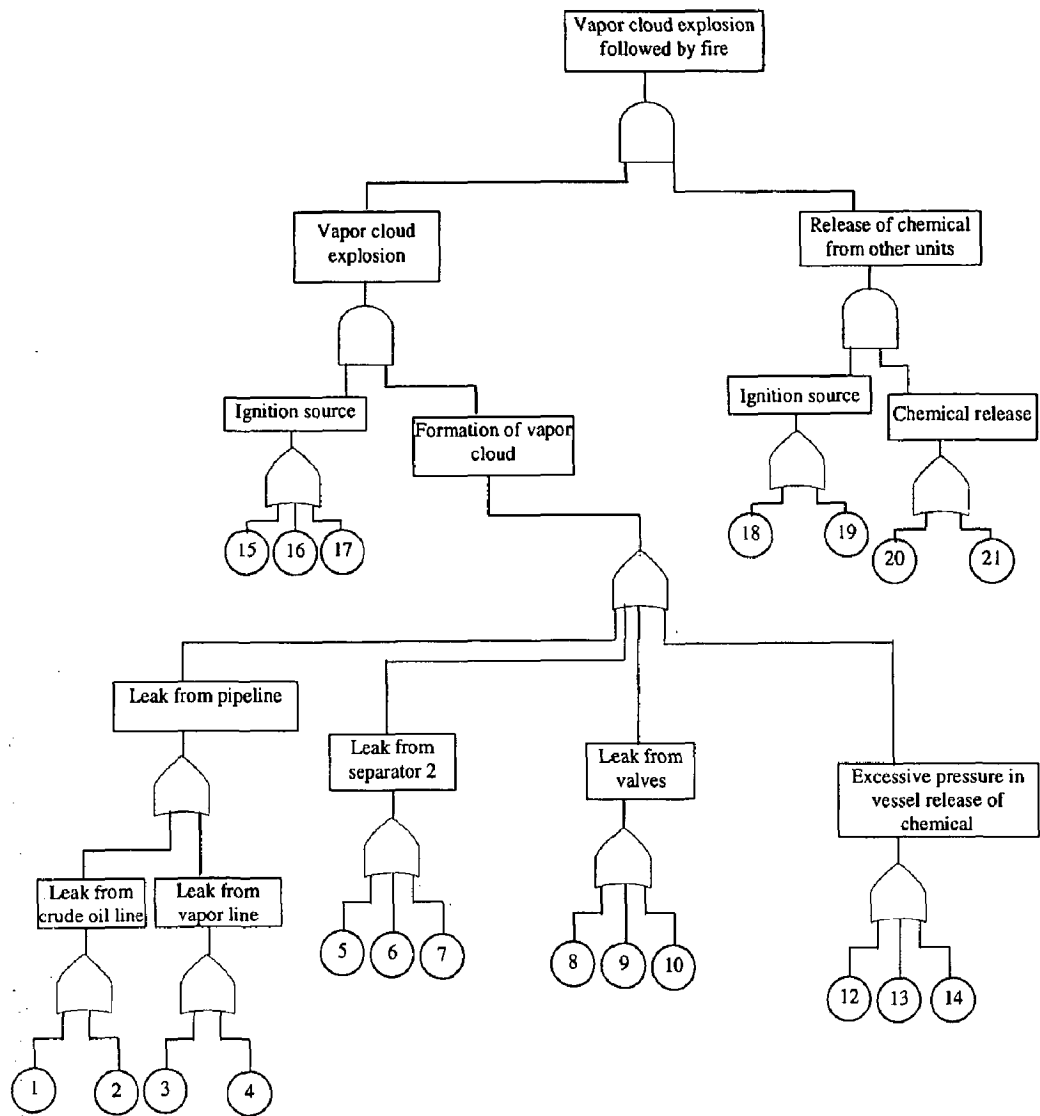 Vapor cloud explosion
followed by fire
Vapor cloud
explosion
Release of chemical
from other units
Ignition source
Formation of vapor
cloud
Ignition source
Chemical release
15
16
17
18
19
20
21
Leak from pipeline
Leak from
separator 2
Leak from
valves
Excessive pressure in
vessel release of
chemical
Leak from
crude oil line
Leak from
vapor line
5
6
7
8
9
10
12
13
14
1
2
3
4